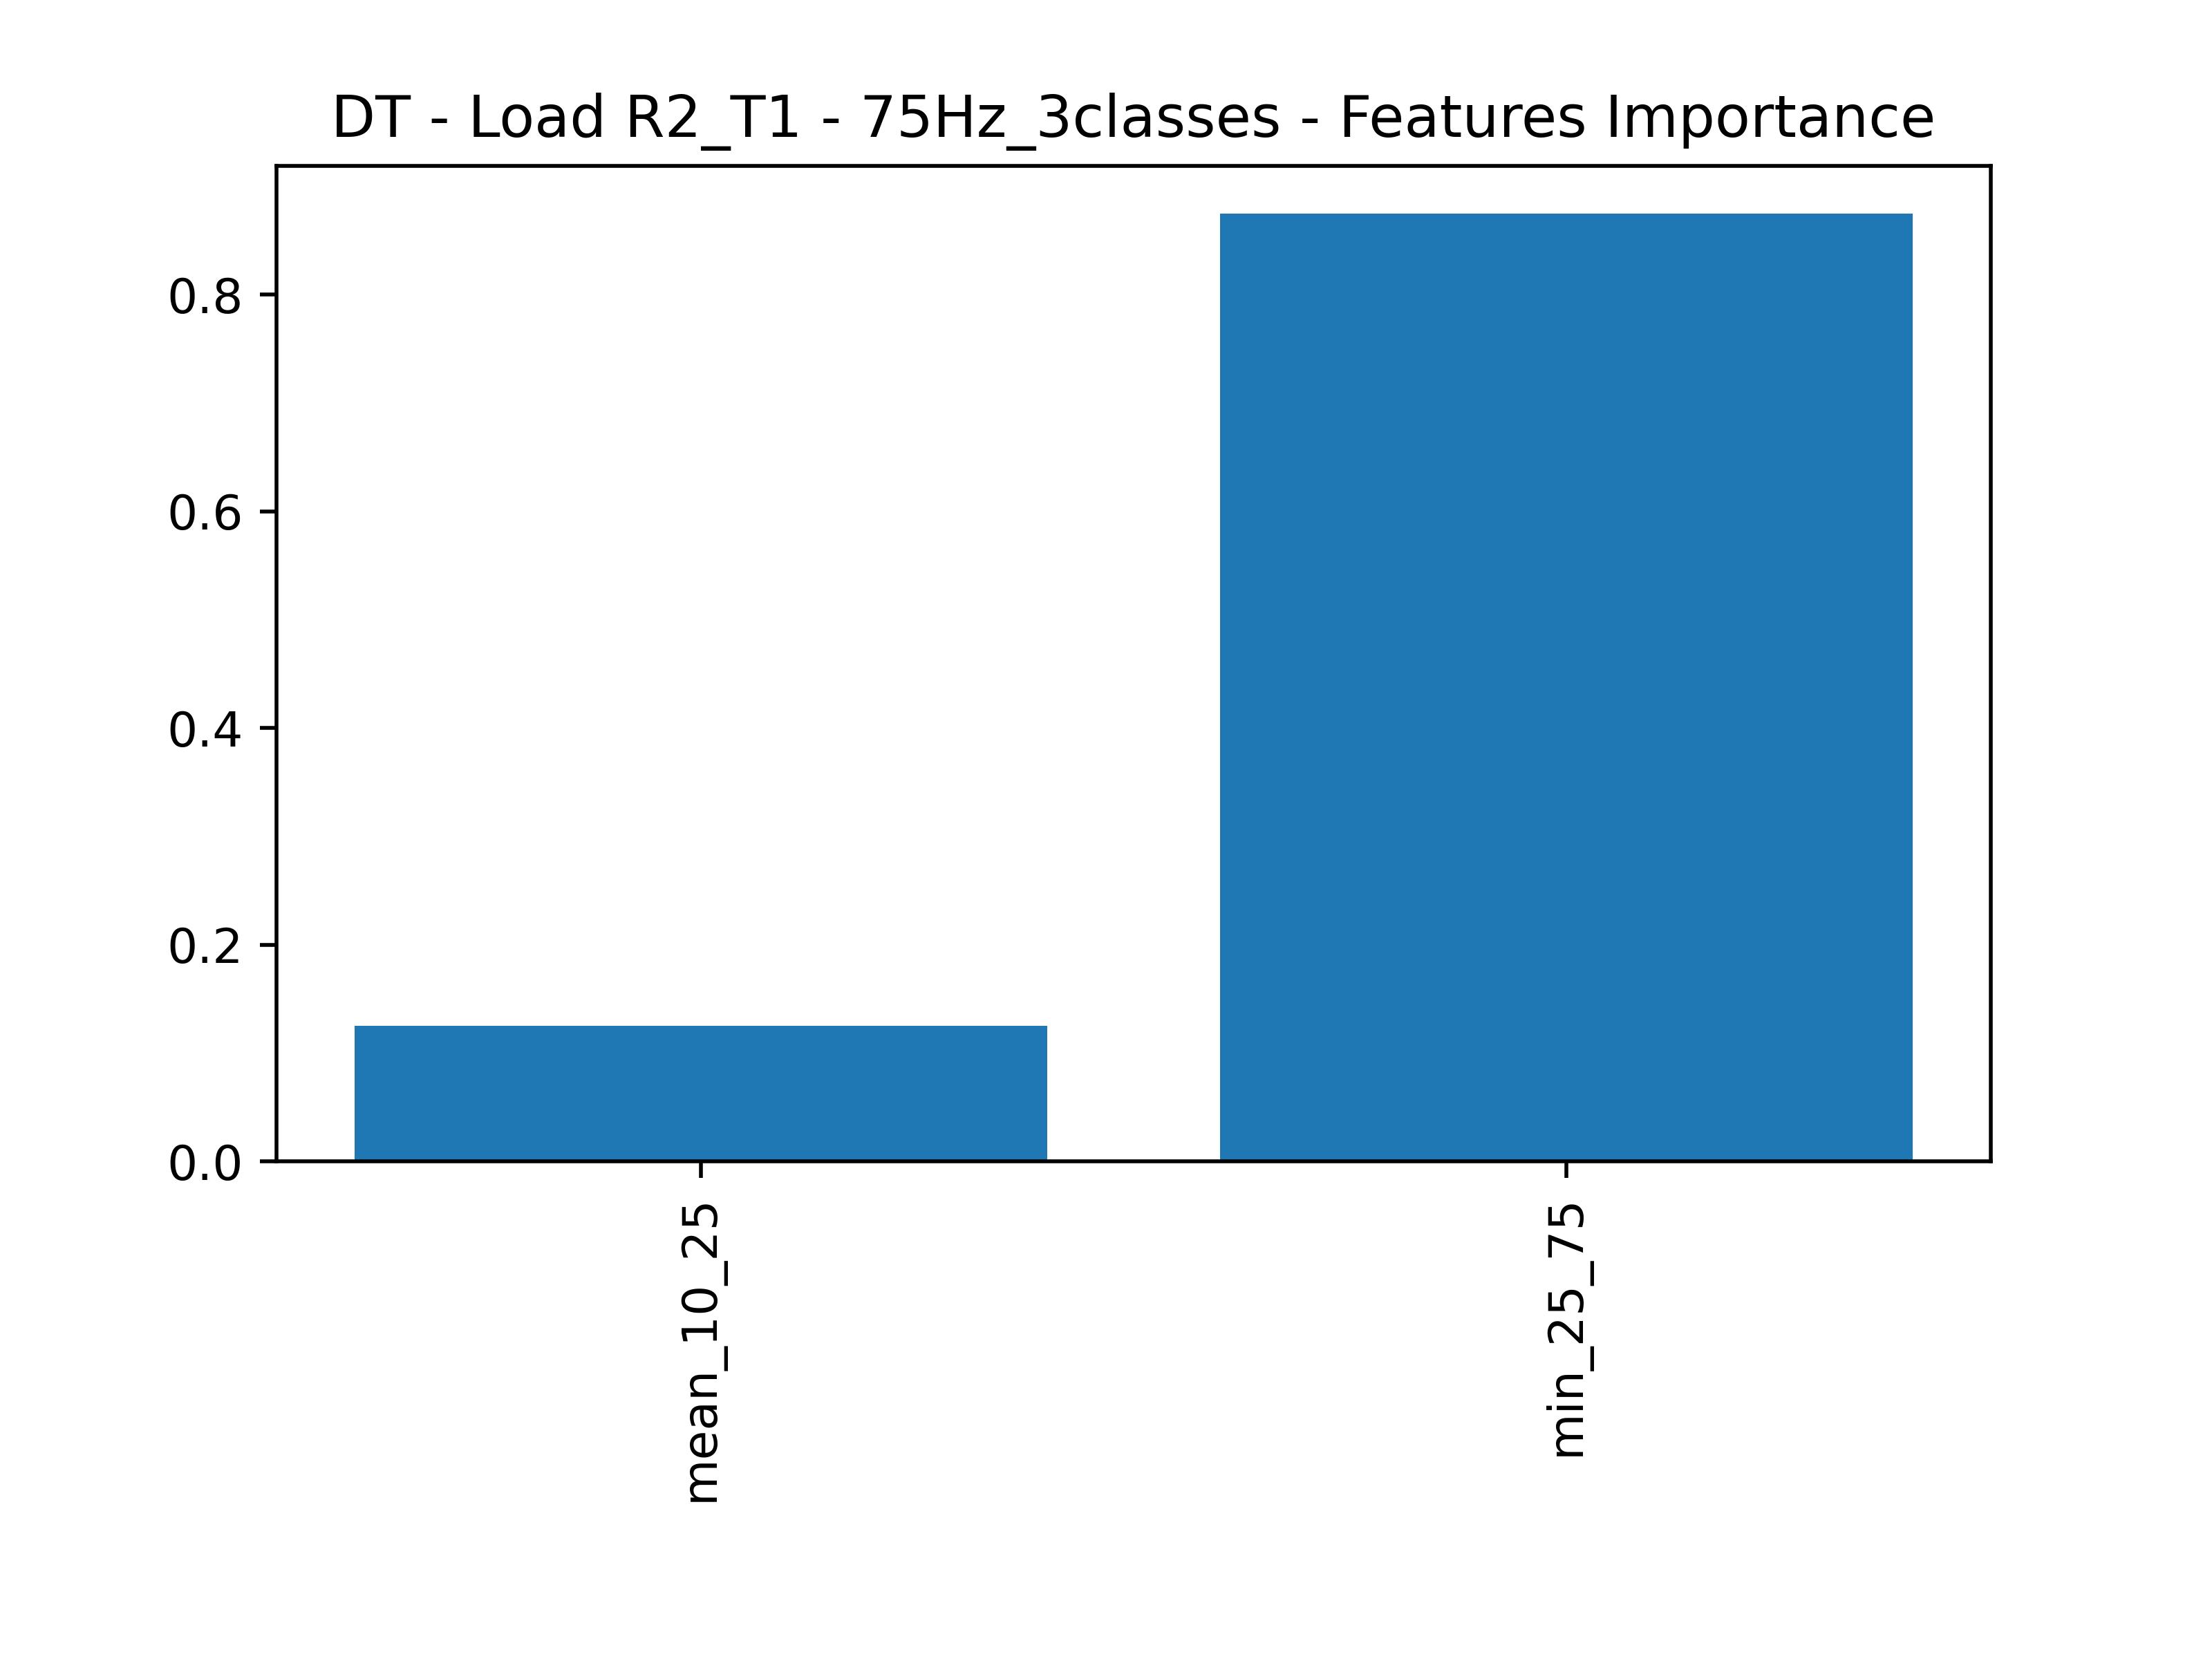 DT - Load R2_T1 - 75Hz_3classes - Features Importance
0.8
0.6
0.4
0.2
0.0
mean_10_25
min_25_75